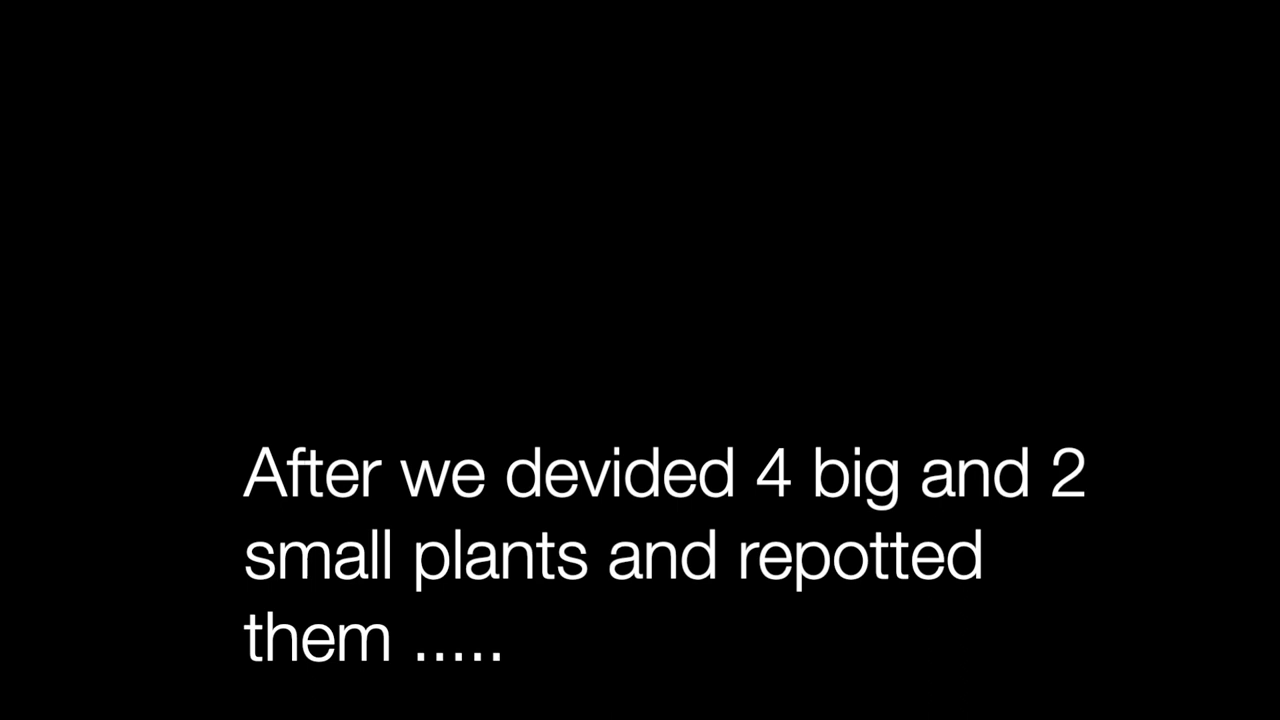 After we devided 4 big and 2
small plants and repotted
them .....